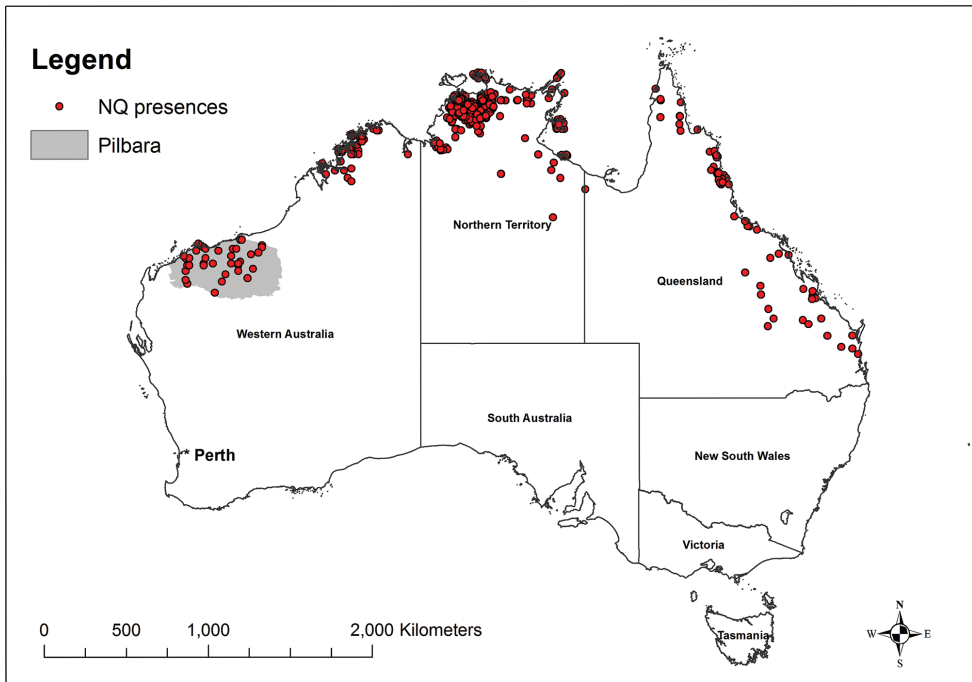 Legend
NQ presences
Pilbara
Northern Territory
Queensland
Western Australia
South Australia
* Perth
New South Wales
Victoria
Tasmania
0 500 1,000 2,000 Kilometers
N
W E
S